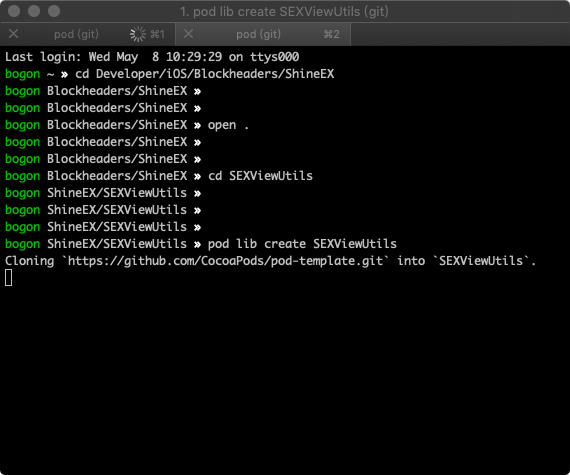 1. pod lib create SEXViewUtils (git)
pod (git) ⌘1 pod (git) ⌘2
Last login: Wed May  8 10:29:29 on ttys000
bogon ~ » cd Developer/iOS/Blockheaders/ShineEX
bogon Blockheaders/ShineEX »
bogon Blockheaders/ShineEX »
bogon Blockheaders/ShineEX » open .
bogon Blockheaders/ShineEX »
bogon Blockheaders/ShineEX »
bogon Blockheaders/ShineEX » cd SEXViewUtils
bogon ShineEX/SEXViewUtils »
bogon ShineEX/SEXViewUtils »
bogon ShineEX/SEXViewUtils »
bogon ShineEX/SEXViewUtils » pod lib create SEXViewUtils
Cloning `https://github.com/CocoaPods/pod-template.git` into `SEXViewUtils`.